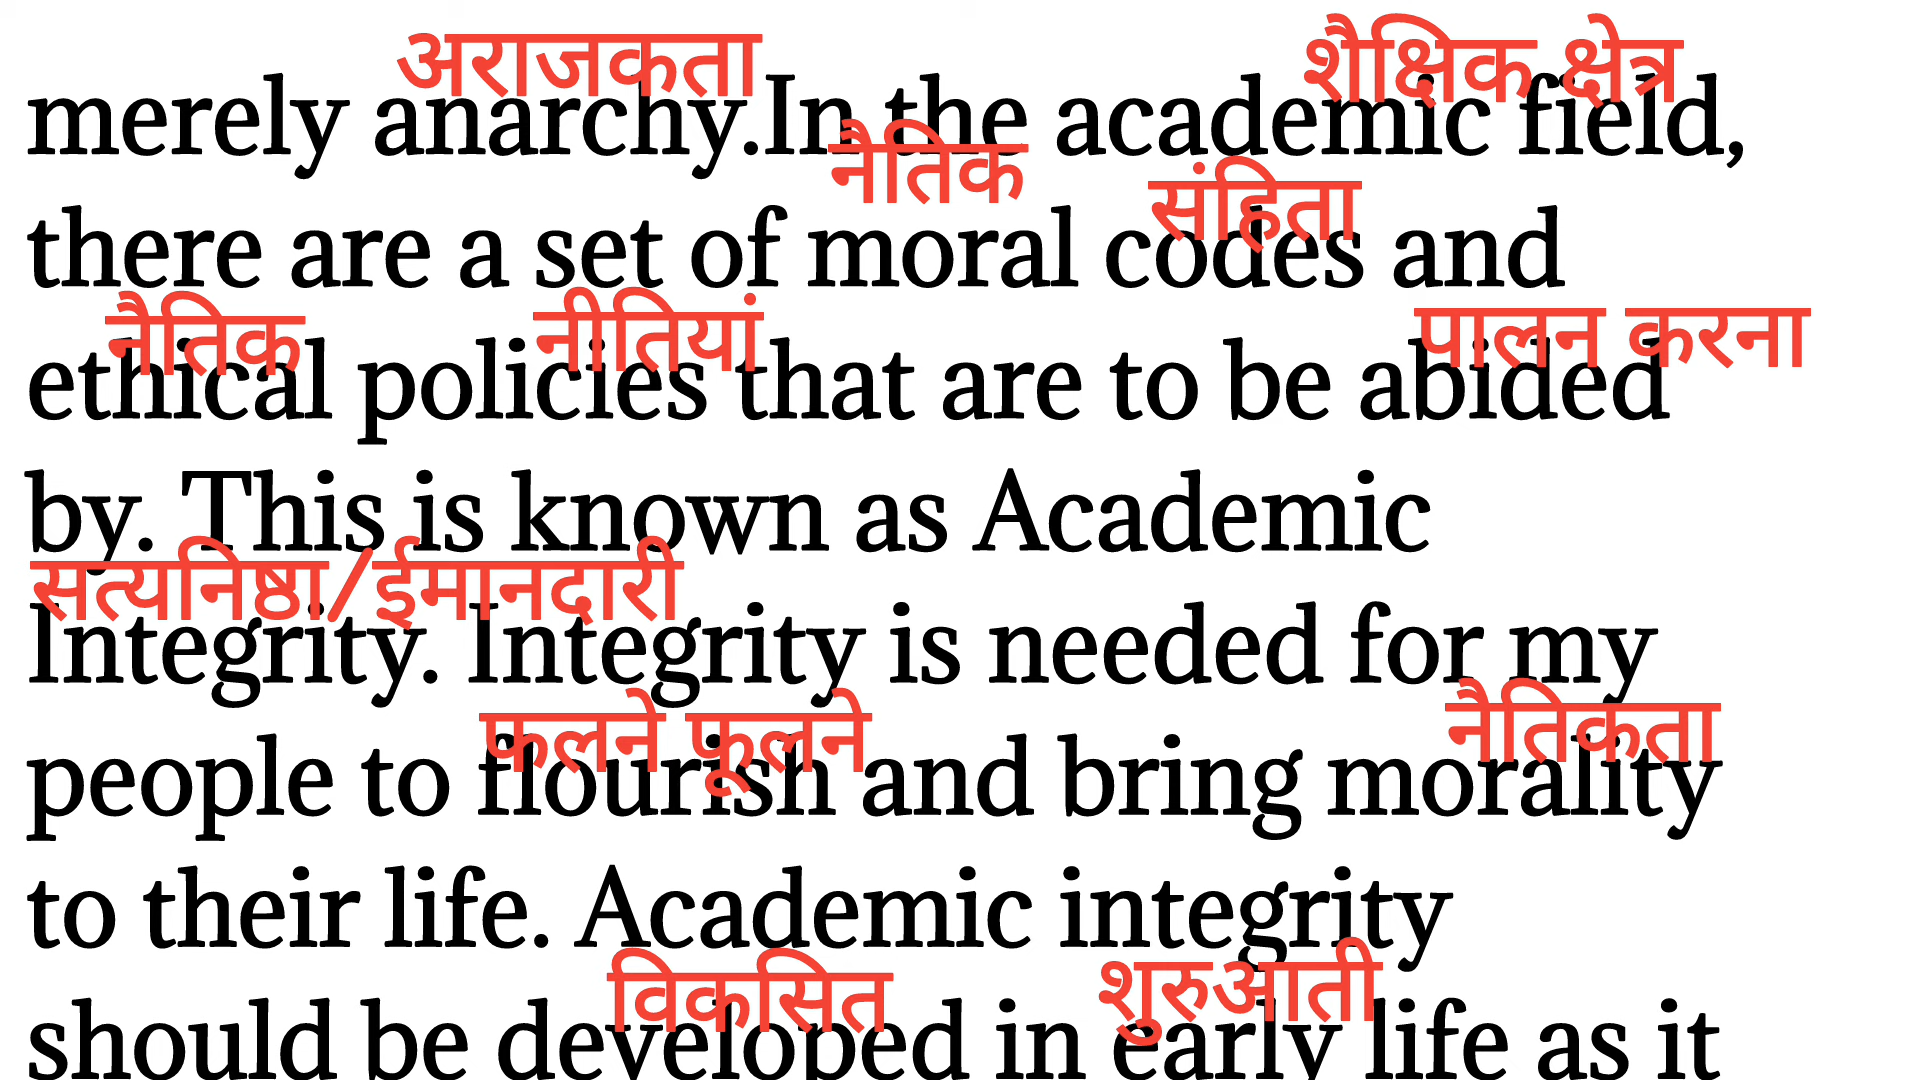 अराजकता शैक्षिक क्षेत्र
merely anarchy.In the academic field,
नैतिक संहिता
there are a set of moral codes and
नैतिक नीतियां पालन करना
ethical policies that are to be abided
by. This is known as Academic
सत्यनिष्ठा/ईमानदारी
Integrity. Integrity is needed for my
फलने फूलने नैतिकता
people to flourish and bring morality
to their life. Academic integrity
विकसित शुरुआती
should be developed in early life as it